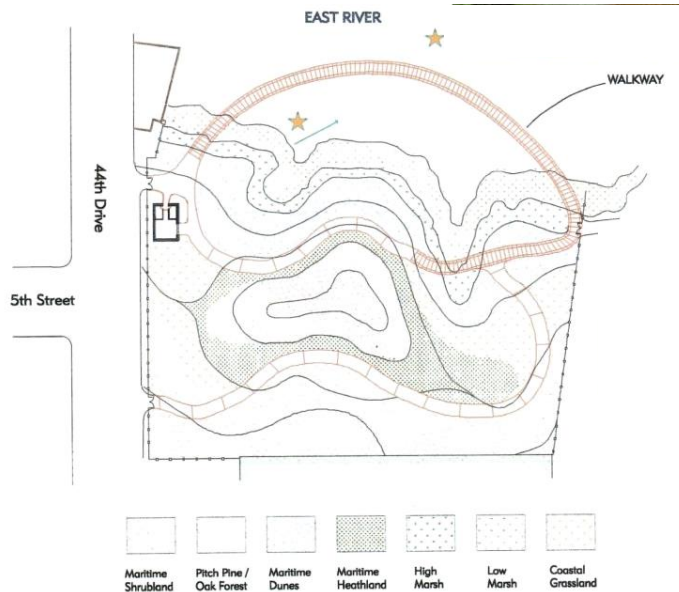 EAST RIVER
WALKWAY
44th Drive
5th Street
Maritime
Shrubland
Pitch Pine /
Oak Forest
Maritime
Dunes
Maritime
Heathland
High
Marsh
Low
Marsh
Coastal
Grassland